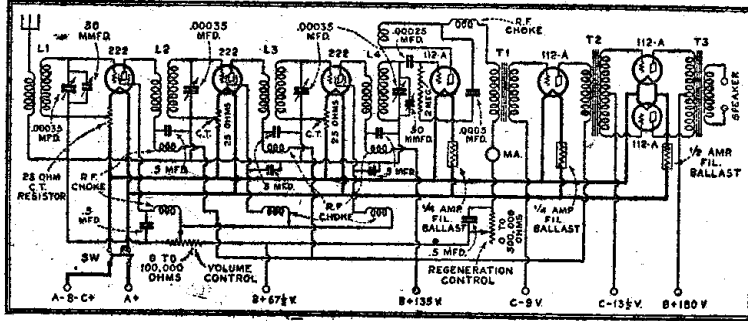 30 MMFD.
L1
222
L2
.00035 MFD.
222
L3
.00035 MFD.
222
L4
.00025 MFD.
R.F. CHOKE
112-A
T1
112-A
T2
112-A
T3
SPEAKER
.00035 MFD.
25 OHM C.T. RESISTOR
R.F. CHOKE
.5 MFD.
C.T.
25 OHMS
.5 MFD.
C.T.
25 OHMS
.5 MFD.
2 MEG.
50 MMFD.
.0005 MFD.
MA.
112-A
1/2 AMP. FIL. BALLAST
.5 MFD.
R.F. CHOKE
1/4 AMP. FIL. BALLAST
1/4 AMP. FIL. BALLAST
.5 MFD.
0 TO 500,000 OHMS
SW
0 TO 100,000 OHMS
VOLUME CONTROL
REGENERATION CONTROL
A-B-C+
A+
B+67½V.
B+135V.
C-9V.
C-13½V.
B+180V.